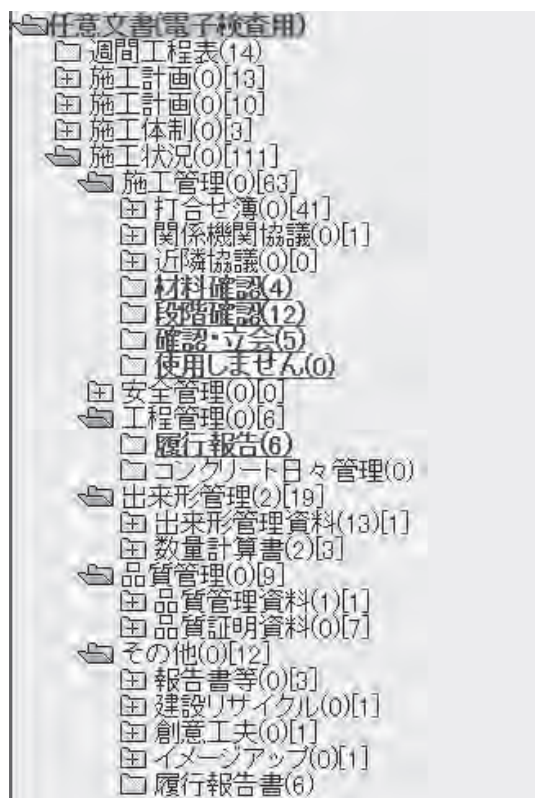 任意文書(電子検査用)
週間工程表(14)
施工計画(0)[13]
施工計画(0)[10]
施工体制(0)[3]
施工状況(0)[111]
施工管理(0)[63]
打合せ簿(0)[41]
関係機関協議(0)[1]
近隣協議(0)[0]
材料確認(4)
段階確認(12)
確認・立会(5)
使用しません(0)
安全管理(0)[0]
工程管理(0)[6]
履行報告(6)
コンクリート日々管理(0)
出来形管理(2)[19]
出来形管理資料(13)[1]
数量計算書(2)[3]
品質管理(0)[9]
品質管理資料(1)[1]
品質証明資料(0)[7]
その他(0)[12]
報告書等(0)[3]
建設リサイクル(0)[1]
創意工夫(0)[1]
イメージアップ(0)[1]
履行報告書(6)